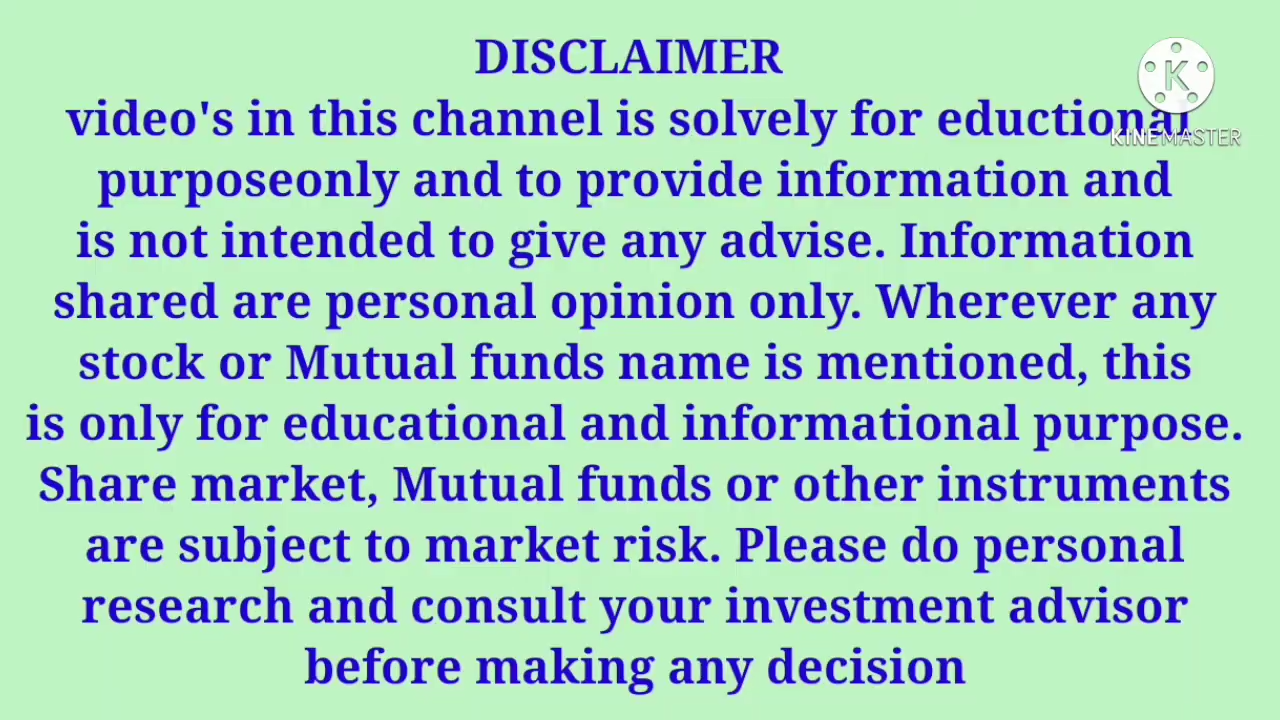 DISCLAIMER
video's in this channel is solvely for eductional
purposeonly and to provide information and
is not intended to give any advise. Information
shared are personal opinion only. Wherever any
stock or Mutual funds name is mentioned, this
is only for educational and informational purpose.
Share market, Mutual funds or other instruments
are subject to market risk. Please do personal
research and consult your investment advisor
before making any decision
K
KINEMASTER